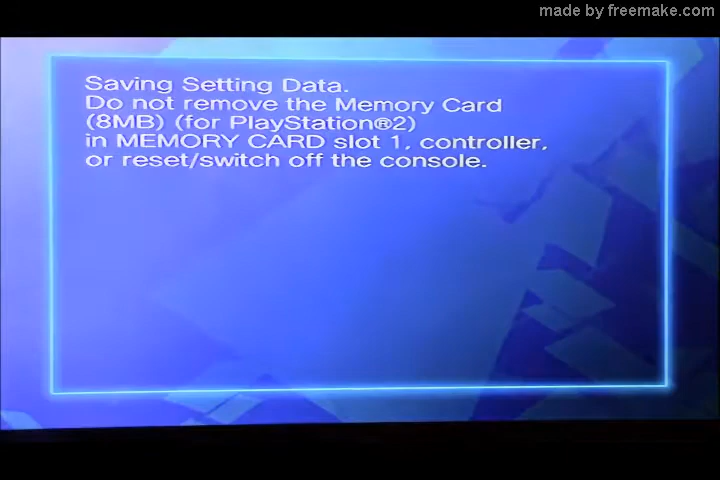 made by freemake.com
Saving Setting Data.
Do not remove the Memory Card
(8MB) (for PlayStation®2)
in MEMORY CARD slot 1, controller,
or reset/switch off the console.